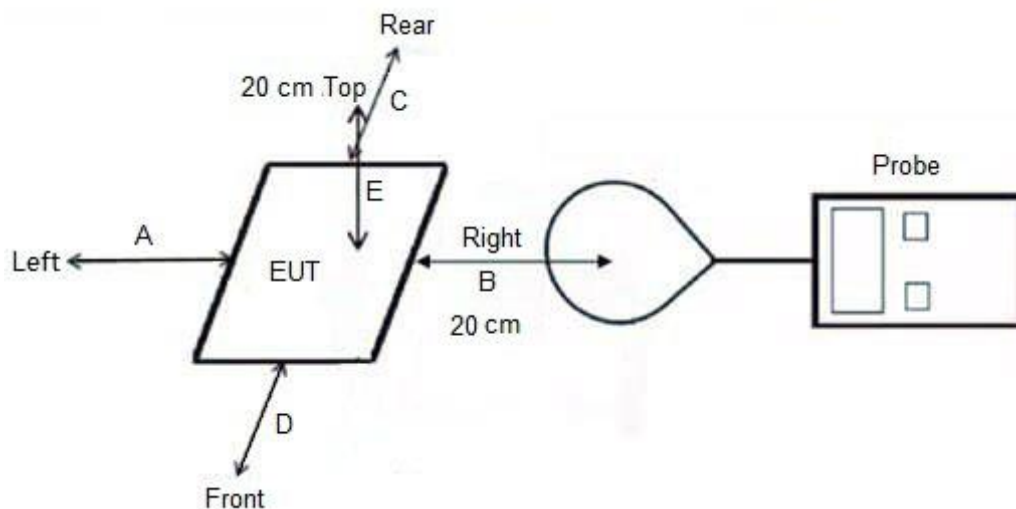 Rear
20 cm Top
C
E
Probe
A
Right
Left
EUT
B
20 cm
D
Front